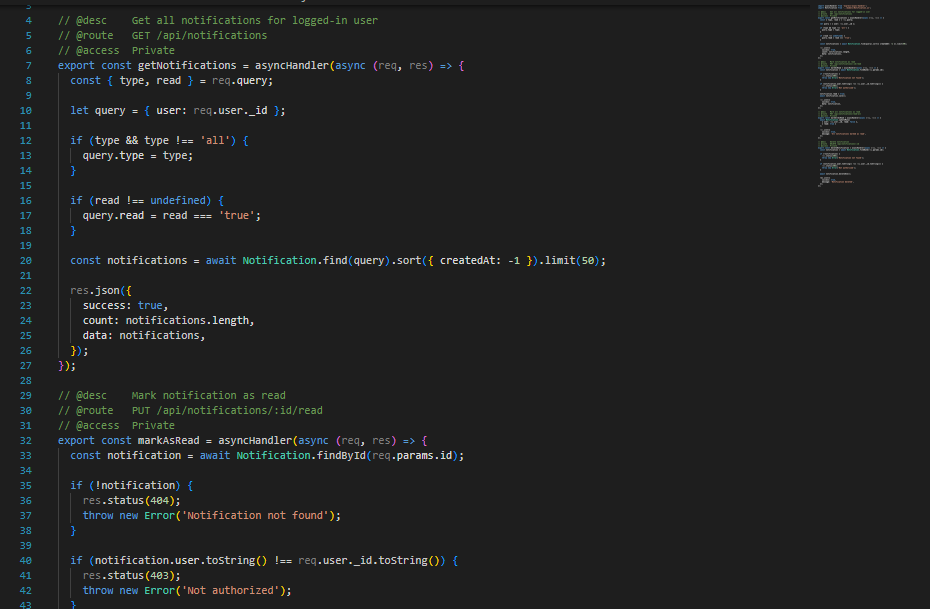 3
4 // @desc    Get all notifications for logged-in user
5 // @route   GET /api/notifications
6 // @access  Private
7 export const getNotifications = asyncHandler(async (req, res) => {
8   const { type, read } = req.query;
9
10   let query = { user: req.user._id };
11
12   if (type && type !== 'all') {
13     query.type = type;
14   }
15
16   if (read !== undefined) {
17     query.read = read === 'true';
18   }
19
20   const notifications = await Notification.find(query).sort({ createdAt: -1 }).limit(50);
21
22   res.json({
23     success: true,
24     count: notifications.length,
25     data: notifications,
26   });
27 });
28
29 // @desc    Mark notification as read
30 // @route   PUT /api/notifications/:id/read
31 // @access  Private
32 export const markAsRead = asyncHandler(async (req, res) => {
33   const notification = await Notification.findById(req.params.id);
34
35   if (!notification) {
36     res.status(404);
37     throw new Error('Notification not found');
38   }
39
40   if (notification.user.toString() !== req.user._id.toString()) {
41     res.status(403);
42     throw new Error('Not authorized');
43   }